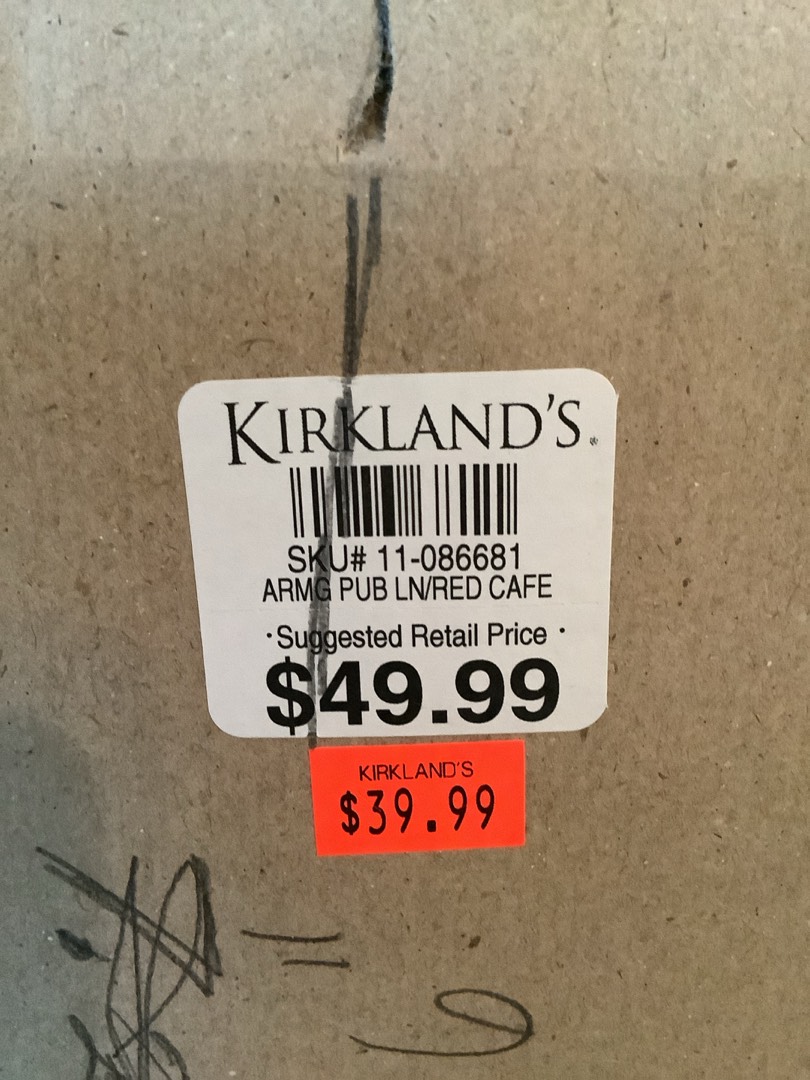 KIRKLAND'S®
SKU# 11-086681
ARMG PUB LN/RED CAFE
·Suggested Retail Price ·
$49.99
KIRKLAND'S
$39.99